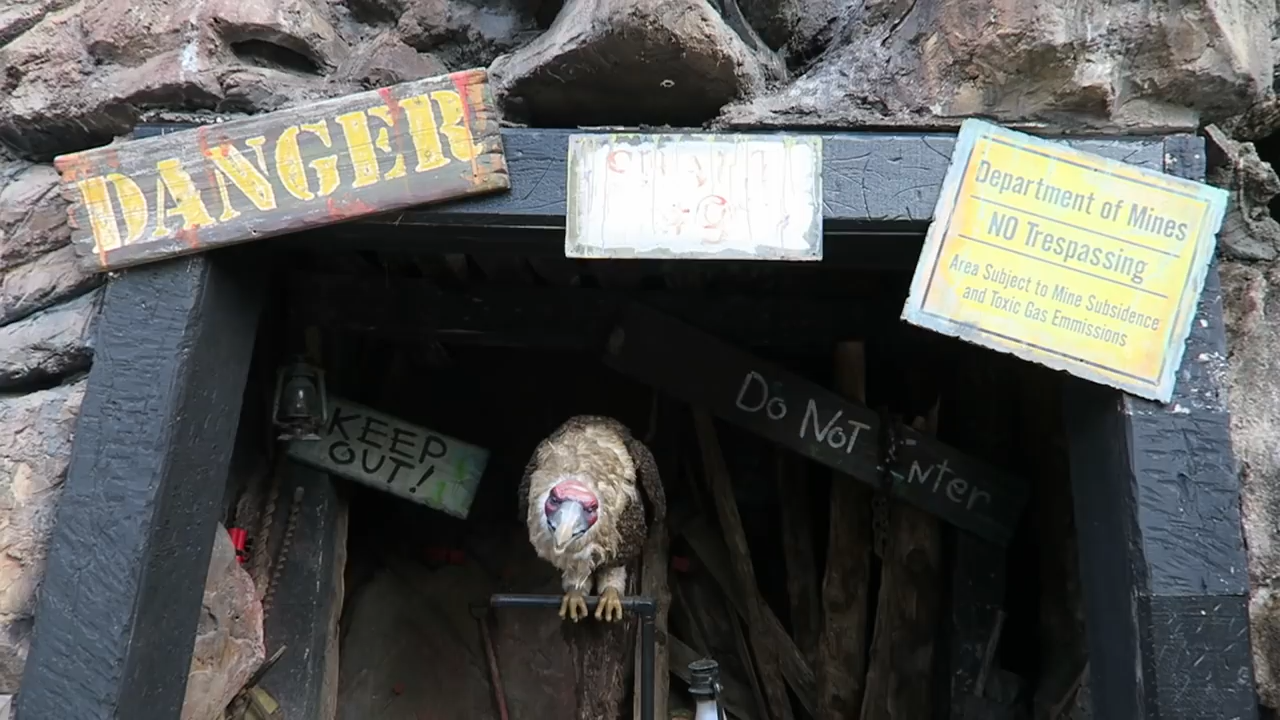 DANGER
Department of Mines
NO Trespassing
Area Subject to Mine Subsidence
and Toxic Gas Emmissions
KEEP
OUT!
Do NoT Enter